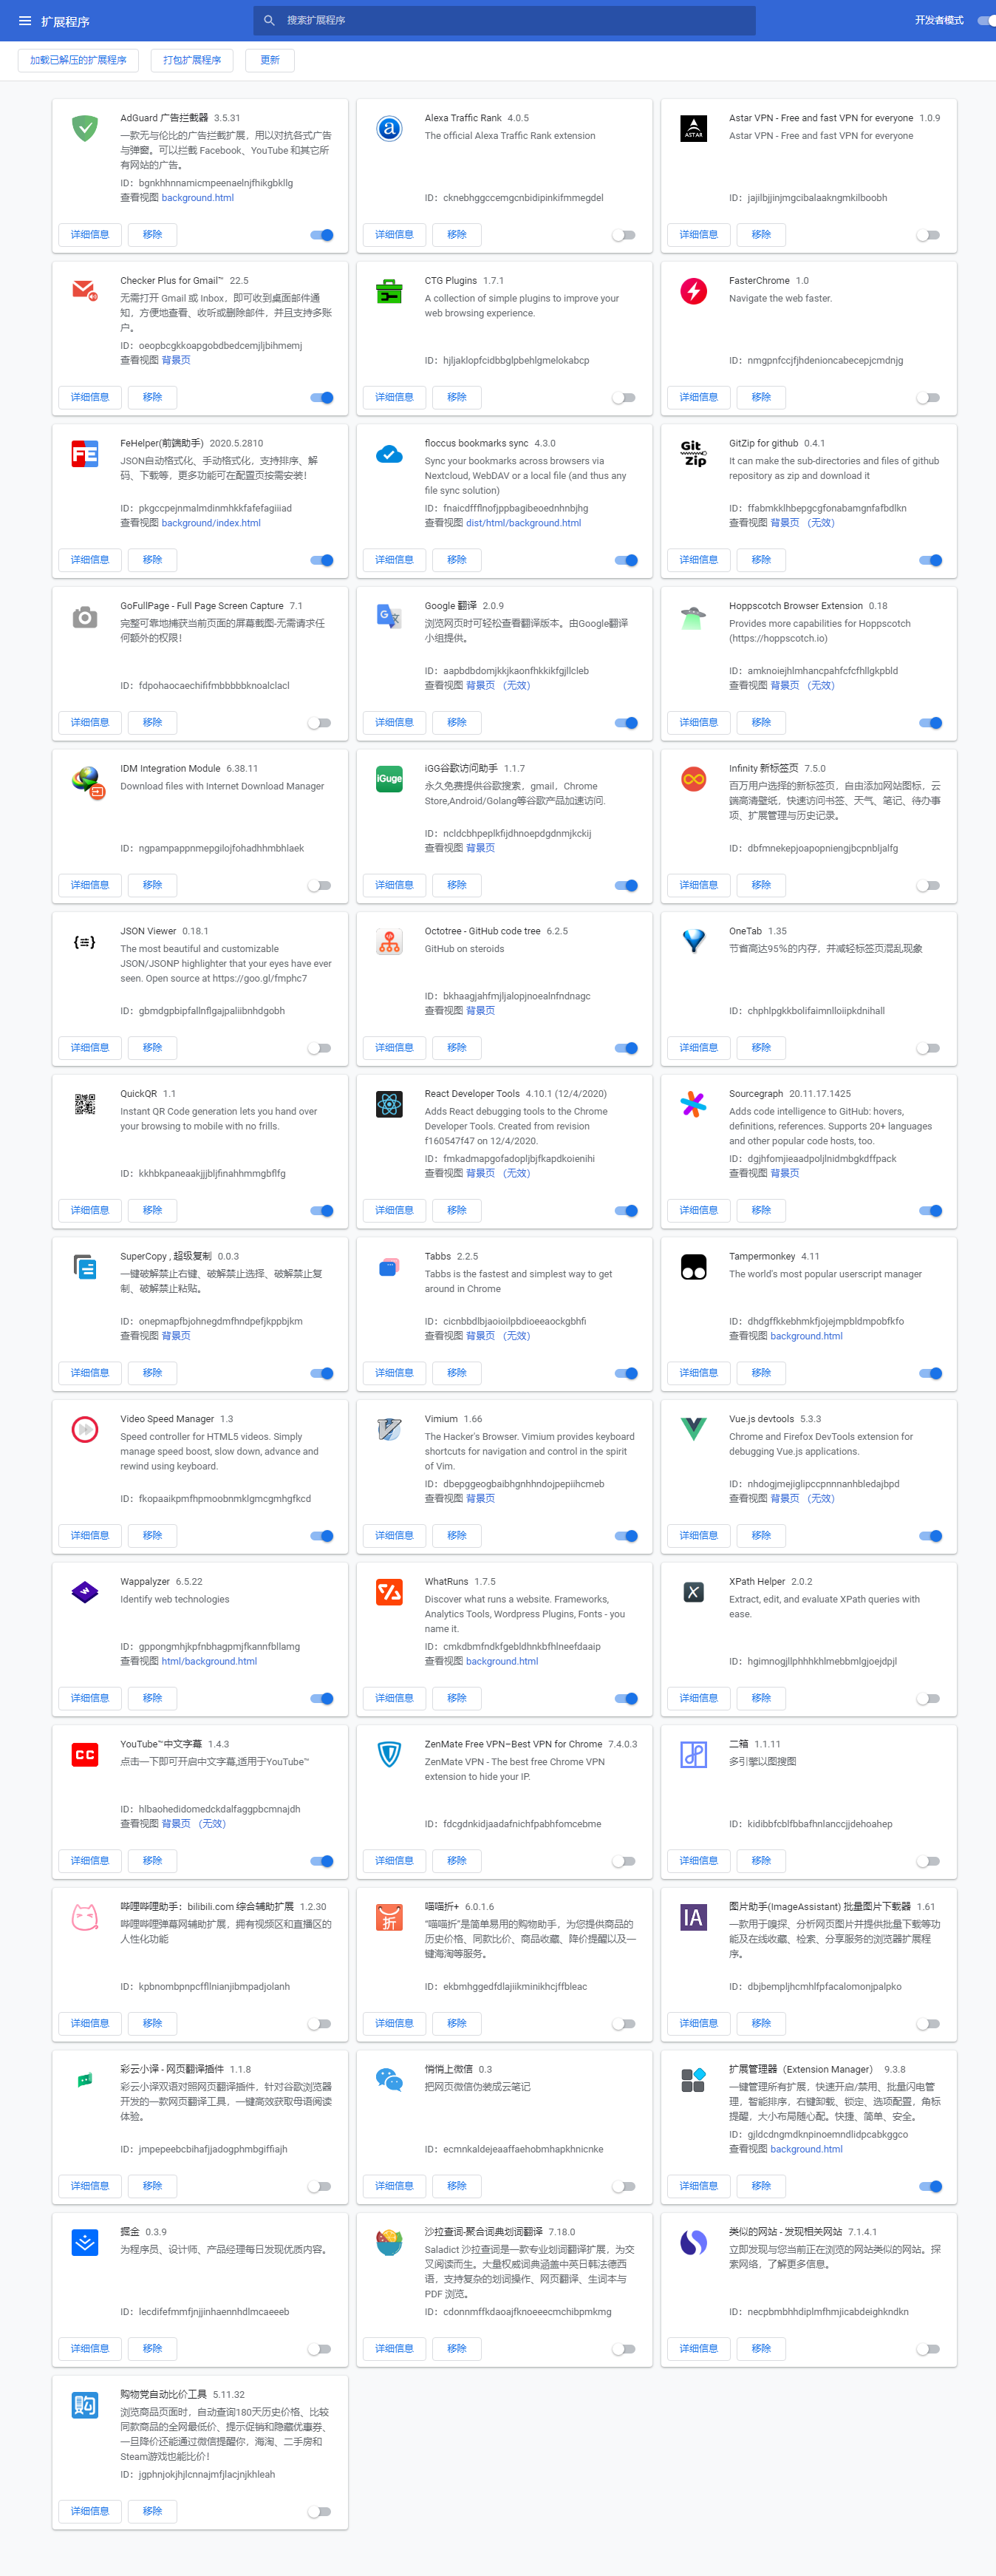 扩展程序
搜索扩展程序
开发者模式
加载已解压的扩展程序 打包扩展程序 更新
AdGuard 广告拦截器 3.5.31
一款无与伦比的广告拦截扩展，用以对抗各式广告
与弹窗。可以拦截 Facebook、YouTube 和其它所
有网站的广告。
ID：bgnkhhnnamicmpeenaelnjfhikgbkllg
查看视图 background.html
详细信息 移除
Alexa Traffic Rank 4.0.5
The official Alexa Traffic Rank extension
ID：cknebhggccemgcnbidipinkifmmegdel
详细信息 移除
Astar VPN - Free and fast VPN for everyone 1.0.9
Astar VPN - Free and fast VPN for everyone
ID：jajilbjjinjmgcibalaakngmkilboobh
详细信息 移除
Checker Plus for Gmail™ 22.5
无需打开 Gmail 或 Inbox，即可收到桌面邮件通
知，方便地查看、收听或删除邮件，并且支持多账
户。
ID：oeopbcgkkoapgobdbedcemjljbihmemj
查看视图 背景页
详细信息 移除
CTG Plugins 1.7.1
A collection of simple plugins to improve your
web browsing experience.
ID：hjljaklopfcidbbglpbehlgmelokabcp
详细信息 移除
FasterChrome 1.0
Navigate the web faster.
ID：nmgpnfccjfjhdenioncabecepjcmdnjg
详细信息 移除
FeHelper(前端助手) 2020.5.2810
JSON自动格式化、手动格式化，支持排序、解
码、下载等，更多功能可在配置页按需安装！
ID：pkgccpejnmalmdinmhkkfafefagiiiad
查看视图 background/index.html
详细信息 移除
floccus bookmarks sync 4.3.0
Sync your bookmarks across browsers via
Nextcloud, WebDAV or a local file (and thus any
file sync solution)
ID：fnaicdffflnofjppbagibeoednhnbjhg
查看视图 dist/html/background.html
详细信息 移除
Git Zip
GitZip for github 0.4.1
It can make the sub-directories and files of github
repository as zip and download it
ID：ffabmkklhbepgcgfonabamgnfafbdlkn
查看视图 背景页 （无效）
详细信息 移除
GoFullPage - Full Page Screen Capture 7.1
完整可靠地捕获当前页面的屏幕截图-无需请求任
何额外的权限！
ID：fdpohaocaechififmbbbbbknoalclacl
详细信息 移除
Google 翻译 2.0.9
浏览网页时可轻松查看翻译版本。由Google翻译
小组提供。
ID：aapbdbdomjkkjkaonfhkkikfgjllcleb
查看视图 背景页 （无效）
详细信息 移除
Hoppscotch Browser Extension 0.18
Provides more capabilities for Hoppscotch
(https://hoppscotch.io)
ID：amknoiejhlmhancpahfcfcfhllgkpbld
查看视图 背景页 （无效）
详细信息 移除
IDM Integration Module 6.38.11
Download files with Internet Download Manager
ID：ngpampappnmepgilojfohadhhmbhlaek
详细信息 移除
iGuge
iGG谷歌访问助手 1.1.7
永久免费提供谷歌搜索，gmail，Chrome
Store,Android/Golang等谷歌产品加速访问.
ID：ncldcbhpeplkfijdhnoepdgdnmjkckij
查看视图 背景页
详细信息 移除
Infinity 新标签页 7.5.0
百万用户选择的新标签页，自由添加网站图标，云
端高清壁纸，快速访问书签、天气、笔记、待办事
项、扩展管理与历史记录。
ID：dbfmnekepjoapopniengjbcpnbljalfg
详细信息 移除
JSON Viewer 0.18.1
The most beautiful and customizable
JSON/JSONP highlighter that your eyes have ever
seen. Open source at https://goo.gl/fmphc7
ID：gbmdgpbipfallnflgajpaliibnhdgobh
详细信息 移除
Octotree - GitHub code tree 6.2.5
GitHub on steroids
ID：bkhaagjahfmjljalopjnoealnfndnagc
查看视图 背景页
详细信息 移除
OneTab 1.35
节省高达95%的内存，并减轻标签页混乱现象
ID：chphlpgkkbolifaimnlloiipkdnihall
详细信息 移除
QuickQR 1.1
Instant QR Code generation lets you hand over
your browsing to mobile with no frills.
ID：kkhbkpaneaakjjjbljfinahhmmgbflfg
详细信息 移除
React Developer Tools 4.10.1 (12/4/2020)
Adds React debugging tools to the Chrome
Developer Tools. Created from revision
f160547f47 on 12/4/2020.
ID：fmkadmapgofadopljbjfkapdkoienihi
查看视图 背景页 （无效）
详细信息 移除
Sourcegraph 20.11.17.1425
Adds code intelligence to GitHub: hovers,
definitions, references. Supports 20+ languages
and other popular code hosts, too.
ID：dgjhfomjieaadpoljlnidmbgkdffpack
查看视图 背景页
详细信息 移除
SuperCopy , 超级复制 0.0.3
一键破解禁止右键、破解禁止选择、破解禁止复
制、破解禁止粘贴。
ID：onepmapfbjohnegdmfhndpefjkppbjkm
查看视图 背景页
详细信息 移除
Tabbs 2.2.5
Tabbs is the fastest and simplest way to get
around in Chrome
ID：cicnbbdlbjaoioilpbdioeeaockgbhfi
查看视图 背景页 （无效）
详细信息 移除
Tampermonkey 4.11
The world's most popular userscript manager
ID：dhdgffkkebhmkfjojejmpbldmpobfkfo
查看视图 background.html
详细信息 移除
Video Speed Manager 1.3
Speed controller for HTML5 videos. Simply
manage speed boost, slow down, advance and
rewind using keyboard.
ID：fkopaaikpmfhpmoobnmklgmcgmhgfkcd
详细信息 移除
Vimium 1.66
The Hacker's Browser. Vimium provides keyboard
shortcuts for navigation and control in the spirit
of Vim.
ID：dbepggeogbaibhgnhhndojpepiihcmeb
查看视图 背景页
详细信息 移除
Vue.js devtools 5.3.3
Chrome and Firefox DevTools extension for
debugging Vue.js applications.
ID：nhdogjmejiglipccpnnnanhbledajbpd
查看视图 背景页 （无效）
详细信息 移除
Wappalyzer 6.5.22
Identify web technologies
ID：gppongmhjkpfnbhagpmjfkannfbllamg
查看视图 html/background.html
详细信息 移除
WhatRuns 1.7.5
Discover what runs a website. Frameworks,
Analytics Tools, Wordpress Plugins, Fonts - you
name it.
ID：cmkdbmfndkfgebldhnkbfhlneefdaaip
查看视图 background.html
详细信息 移除
XPath Helper 2.0.2
Extract, edit, and evaluate XPath queries with
ease.
ID：hgimnogjllphhhkhlmebbmlgjoejdpjl
详细信息 移除
YouTube™中文字幕 1.4.3
点击一下即可开启中文字幕,适用于YouTube™
ID：hlbaohedidomedckdalfaggpbcmnajdh
查看视图 背景页 （无效）
详细信息 移除
ZenMate Free VPN–Best VPN for Chrome 7.4.0.3
ZenMate VPN - The best free Chrome VPN
extension to hide your IP.
ID：fdcgdnkidjaadafnichfpabhfomcebme
详细信息 移除
二箱 1.1.11
多引擎以图搜图
ID：kidibbfcblfbbafhnlanccjjdehoahep
详细信息 移除
哔哩哔哩助手：bilibili.com 综合辅助扩展 1.2.30
哔哩哔哩弹幕网辅助扩展，拥有视频区和直播区的
人性化功能
ID：kpbnombpnpcffllnianjibmpadjolanh
详细信息 移除
折
喵喵折+ 6.0.1.6
“喵喵折”是简单易用的购物助手，为您提供商品的
历史价格、同款比价、商品收藏、降价提醒以及一
键海淘等服务。
ID：ekbmhggedfdlajiikminikhcjffbleac
详细信息 移除
IA
图片助手(ImageAssistant) 批量图片下载器 1.61
一款用于嗅探、分析网页图片并提供批量下载等功
能及在线收藏、检索、分享服务的浏览器扩展程
序。
ID：dbjbempljhcmhlfpfacalomonjpalpko
详细信息 移除
彩云小译 - 网页翻译插件 1.1.8
彩云小译双语对照网页翻译插件，针对谷歌浏览器
开发的一款网页翻译工具，一键高效获取母语阅读
体验。
ID：jmpepeebcbihafjjadogphmbgiffiajh
详细信息 移除
悄悄上微信 0.3
把网页微信伪装成云笔记
ID：ecmnkaldejeaaffaehobmhapkhnicnke
详细信息 移除
扩展管理器（Extension Manager） 9.3.8
一键管理所有扩展，快速开启/禁用、批量闪电管
理，智能排序，右键卸载、锁定、选项配置，角标
提醒，大小布局随心配。快捷、简单、安全。
ID：gjldcdngmdknpinoemndlidpcabkggco
查看视图 background.html
详细信息 移除
掘金 0.3.9
为程序员、设计师、产品经理每日发现优质内容。
ID：lecdifefmmfjnjjinhaennhdlmcaeeeb
详细信息 移除
沙拉查词-聚合词典划词翻译 7.18.0
Saladict 沙拉查词是一款专业划词翻译扩展，为交
叉阅读而生。大量权威词典涵盖中英日韩法德西
语，支持复杂的划词操作、网页翻译、生词本与
PDF 浏览。
ID：cdonnmffkdaoajfknoeeecmchibpmkmg
详细信息 移除
类似的网站 - 发现相关网站 7.1.4.1
立即发现与您当前正在浏览的网站类似的网站。探
索网络，了解更多信息。
ID：necpbmbhhdiplmfhmjicabdeighkndkn
详细信息 移除
购
购物党自动比价工具 5.11.32
浏览商品页面时，自动查询180天历史价格、比较
同款商品的全网最低价、提示促销和隐藏优惠券、
一旦降价还能通过微信提醒你，海淘、二手房和
Steam游戏也能比价！
ID：jgphnjokjhjlcnnajmfjlacjnjkhleah
详细信息 移除